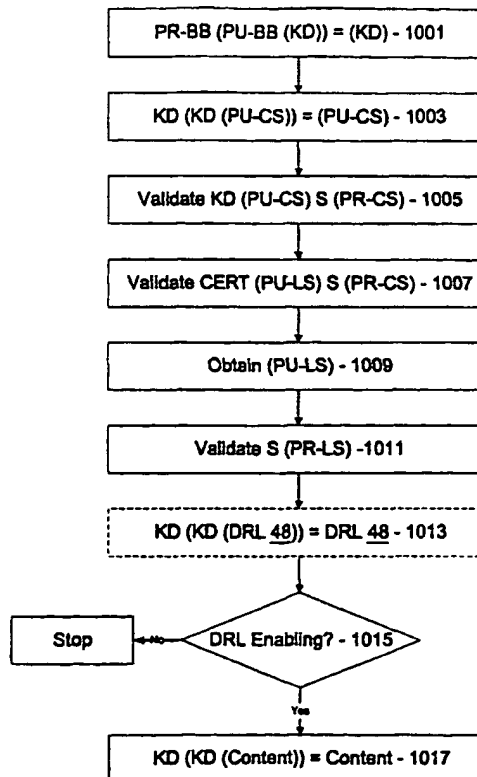 PR-BB (PU-BB (KD)) = (KD) - 1001
KD (KD (PU-CS)) = (PU-CS) - 1003
Validate KD (PU-CS) S (PR-CS) - 1005
Validate CERT (PU-LS) S (PR-CS) - 1007
Obtain (PU-LS) - 1009
Validate S (PR-LS) -1011
KD (KD (DRL 48)) = DRL 48 - 1013
Stop
No
DRL Enabling? - 1015
Yes
KD (KD (Content)) = Content - 1017